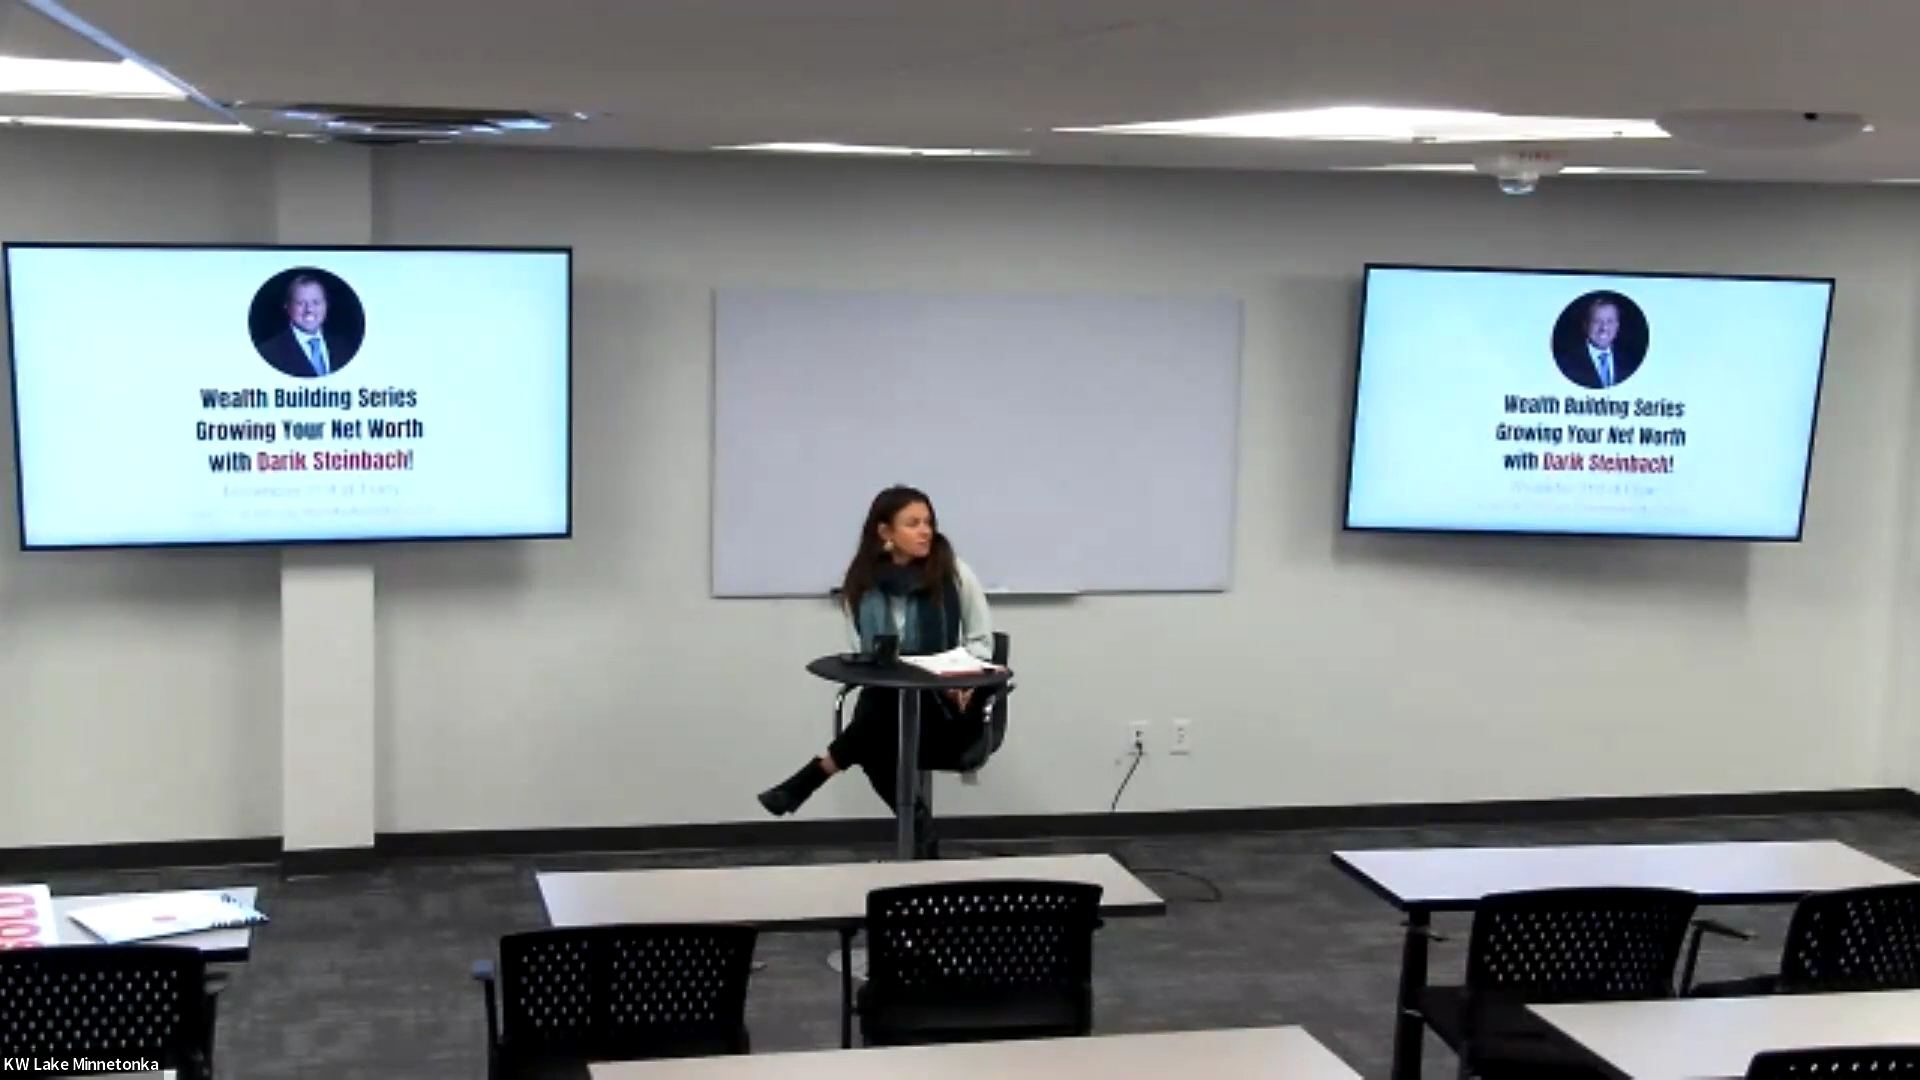 Wealth Building Series
Growing Your Net Worth
with Darik Steinbach!
Wealth Building Series
Growing Your Net Worth
with Darik Steinbach!
SOLD
KW Lake Minnetonka